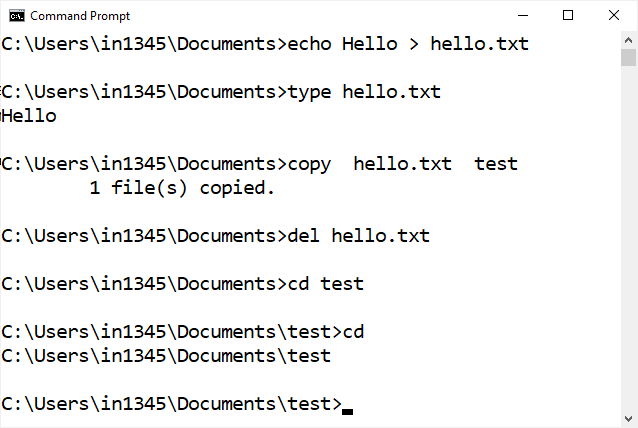 Command Prompt
C:\Users\in1345\Documents>echo Hello > hello.txt
C:\Users\in1345\Documents>type hello.txt
Hello
C:\Users\in1345\Documents>copy  hello.txt  test
        1 file(s) copied.
C:\Users\in1345\Documents>del hello.txt
C:\Users\in1345\Documents>cd test
C:\Users\in1345\Documents\test>cd
C:\Users\in1345\Documents\test
C:\Users\in1345\Documents\test>